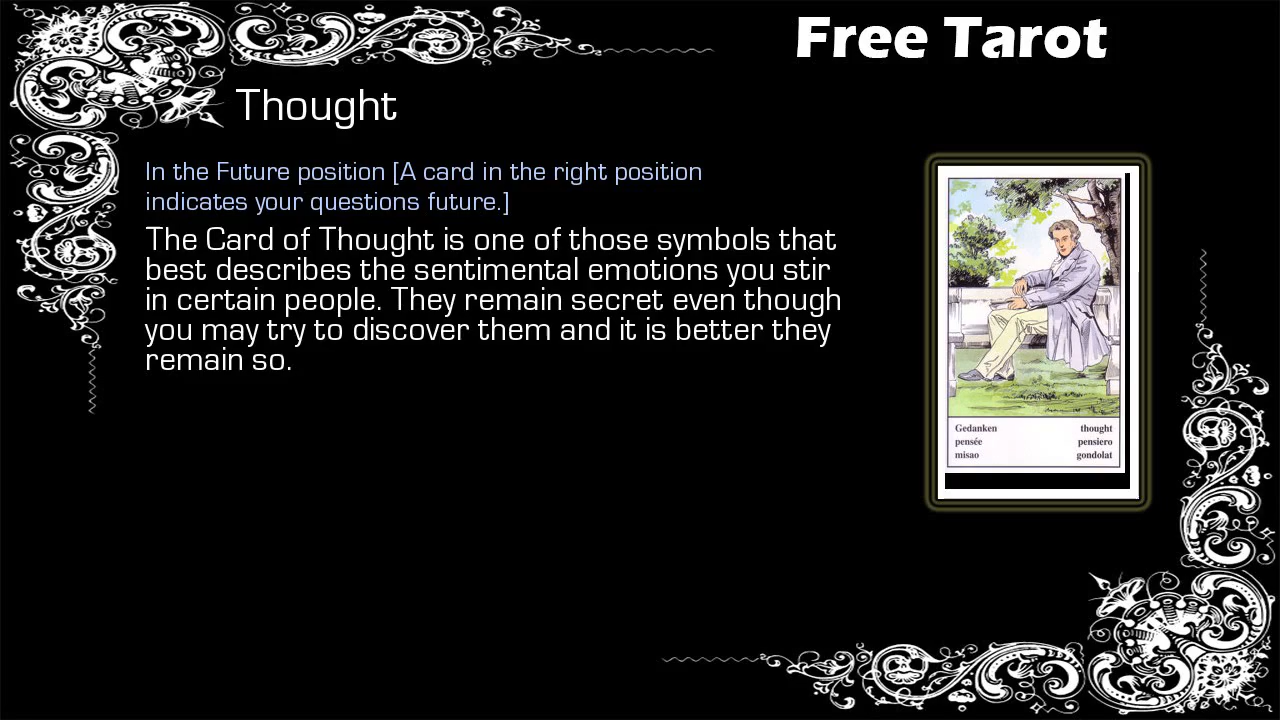 Free Tarot
Thought
In the Future position [A card in the right position
indicates your questions future.]
The Card of Thought is one of those symbols that
best describes the sentimental emotions you stir
in certain people. They remain secret even though
you may try to discover them and it is better they
remain so.
Gedanken thought
pensée pensiero
misao gondolat